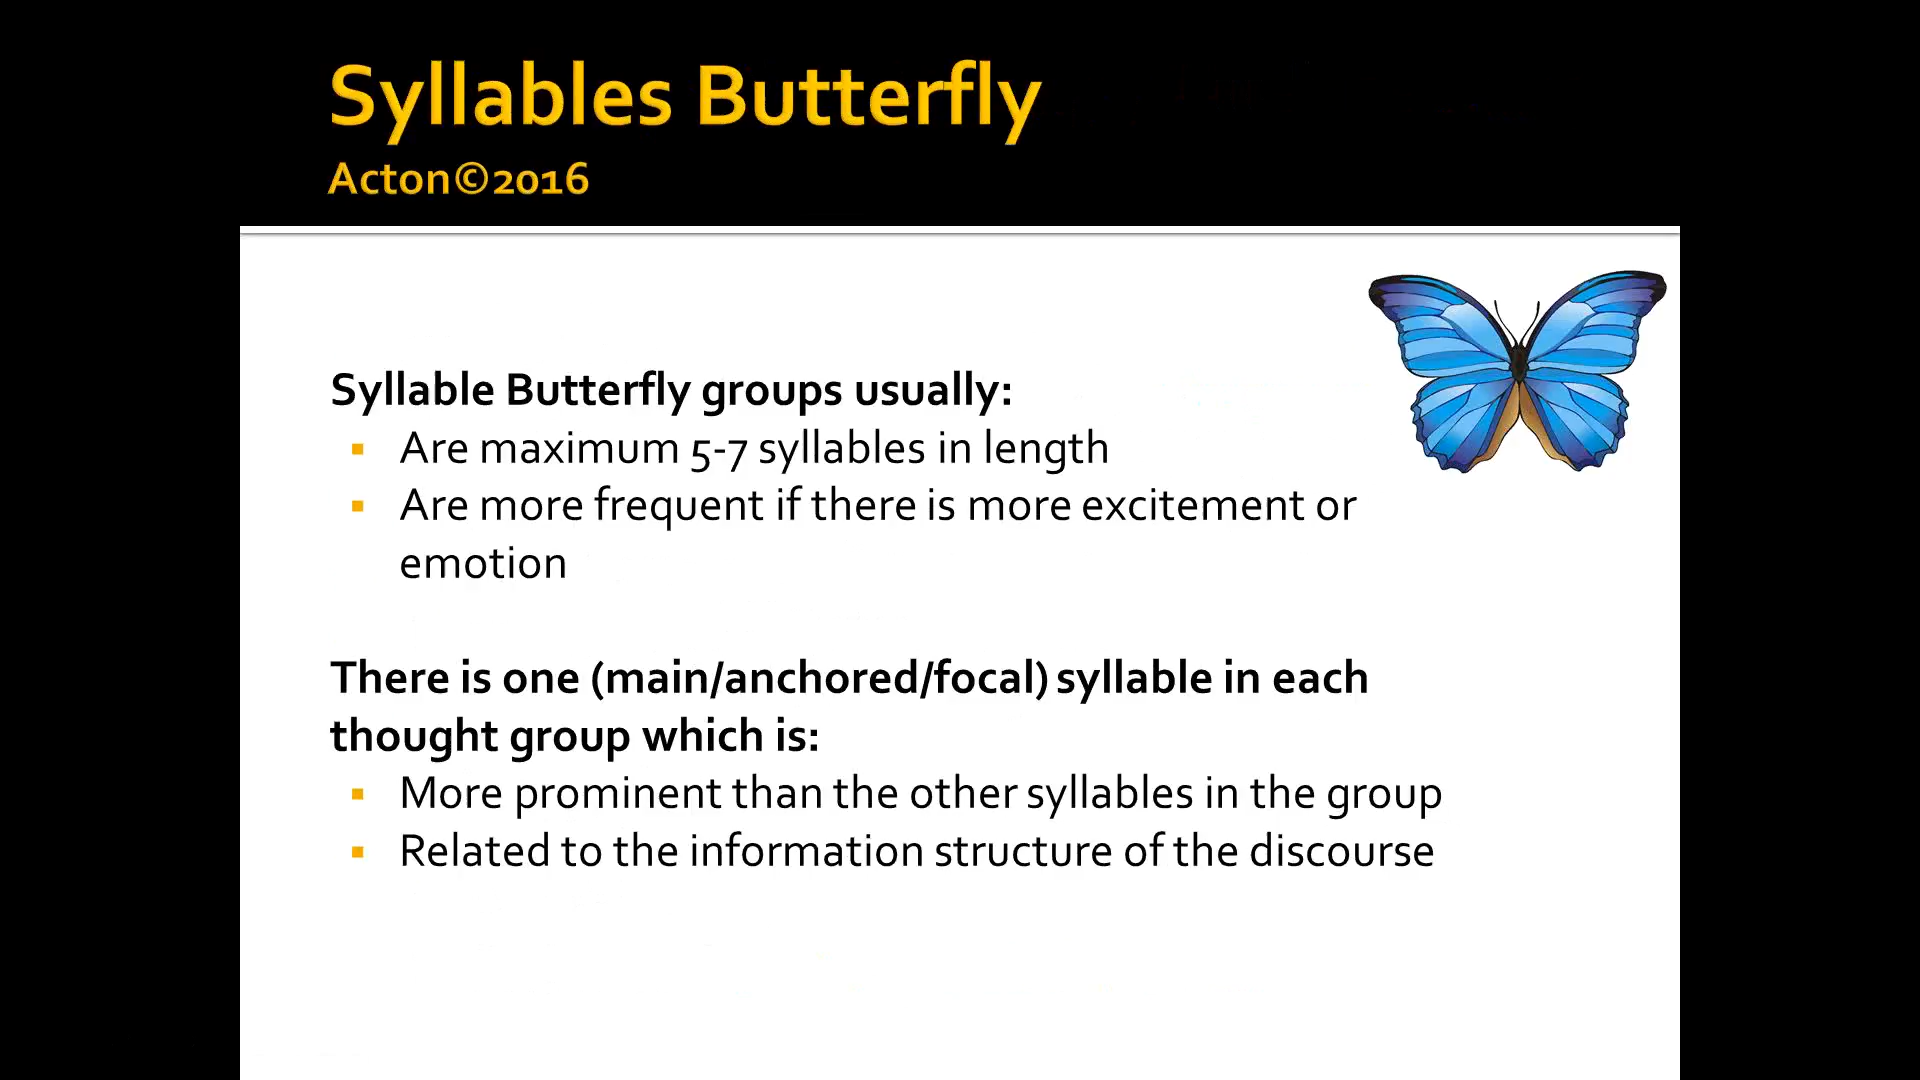 Syllables Butterfly
Acton©2016
Syllable Butterfly groups usually:
▪ Are maximum 5-7 syllables in length
▪ Are more frequent if there is more excitement or
emotion
There is one (main/anchored/focal) syllable in each
thought group which is:
▪ More prominent than the other syllables in the group
▪ Related to the information structure of the discourse